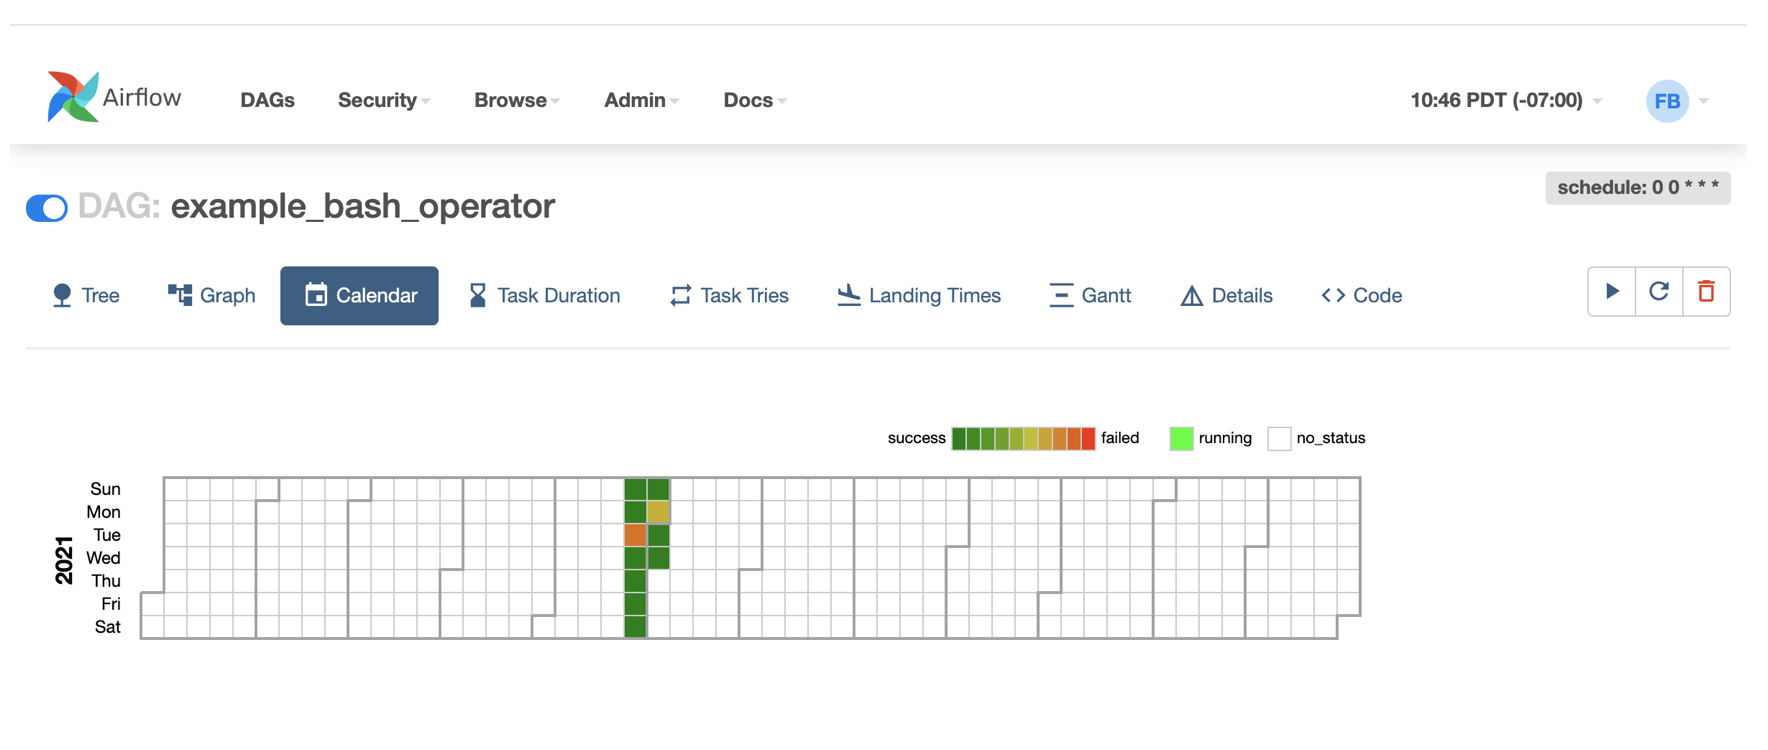 Airflow DAGs Security Browse Admin Docs 10:46 PDT (-07:00) FB
DAG: example_bash_operator schedule: 0 0 * * *
Tree Graph Calendar Task Duration Task Tries Landing Times Gantt Details Code
success failed running no_status
2021
Sun
Mon
Tue
Wed
Thu
Fri
Sat